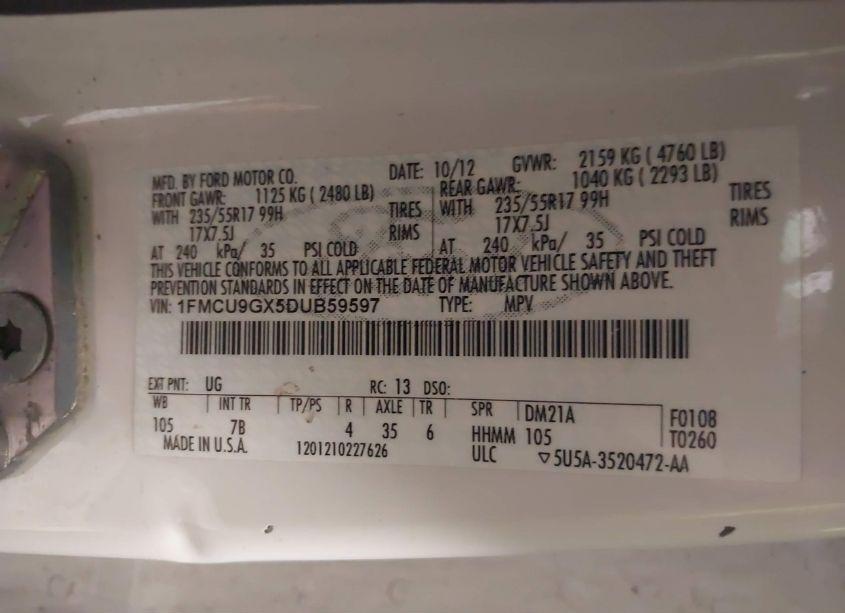 MFD. BY FORD MOTOR CO. DATE: 10/12 GVWR: 2159 KG ( 4760 LB)
FRONT GAWR: 1125 KG ( 2480 LB) REAR GAWR: 1040 KG ( 2293 LB)
WITH 235/55R17 99H TIRES WITH 235/55R17 99H TIRES
17X7.5J RIMS 17X7.5J RIMS
AT 240 kPa/ 35 PSI COLD AT 240 kPa/ 35 PSI COLD
THIS VEHICLE CONFORMS TO ALL APPLICABLE FEDERAL MOTOR VEHICLE SAFETY AND THEFT
PREVENTION STANDARDS IN EFFECT ON THE DATE OF MANUFACTURE SHOWN ABOVE.
VIN: 1FMCU9GX5DUB59597 TYPE: MPV
EXT PNT: UG RC: 13 DSO:
WB INT TR TP/PS R AXLE TR SPR DM21A F0108
105 7B 4 35 6 HHMM 105 T0260
MADE IN U.S.A. 1201210227626 ULC ▽5U5A-3520472-AA